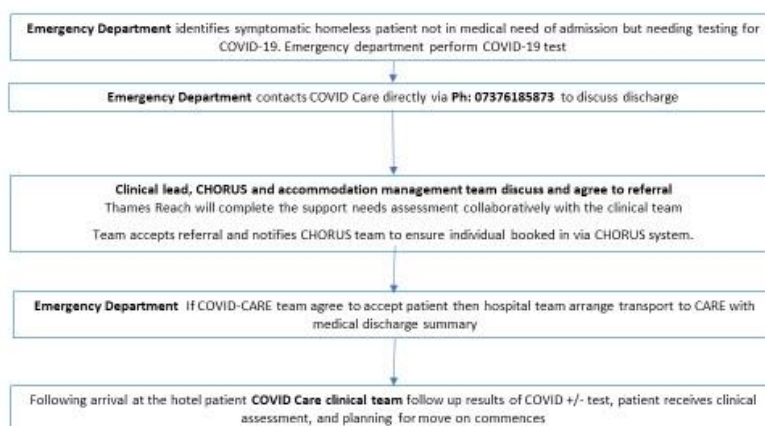 Emergency Department identifies symptomatic homeless patient not in medical need of admission but needing testing for
COVID-19. Emergency department perform COVID-19 test
Emergency Department contacts COVID Care directly via Ph: 07376185873 to discuss discharge
Clinical lead, CHORUS and accommodation management team discuss and agree to referral
Thames Reach will complete the support needs assessment collaboratively with the clinical team
Team accepts referral and notifies CHORUS team to ensure individual booked in via CHORUS system.
Emergency Department If COVID-CARE team agree to accept patient then hospital team arrange transport to CARE with
medical discharge summary
Following arrival at the hotel patient COVID Care clinical team follow up results of COVID +/- test, patient receives clinical
assessment, and planning for move on commences